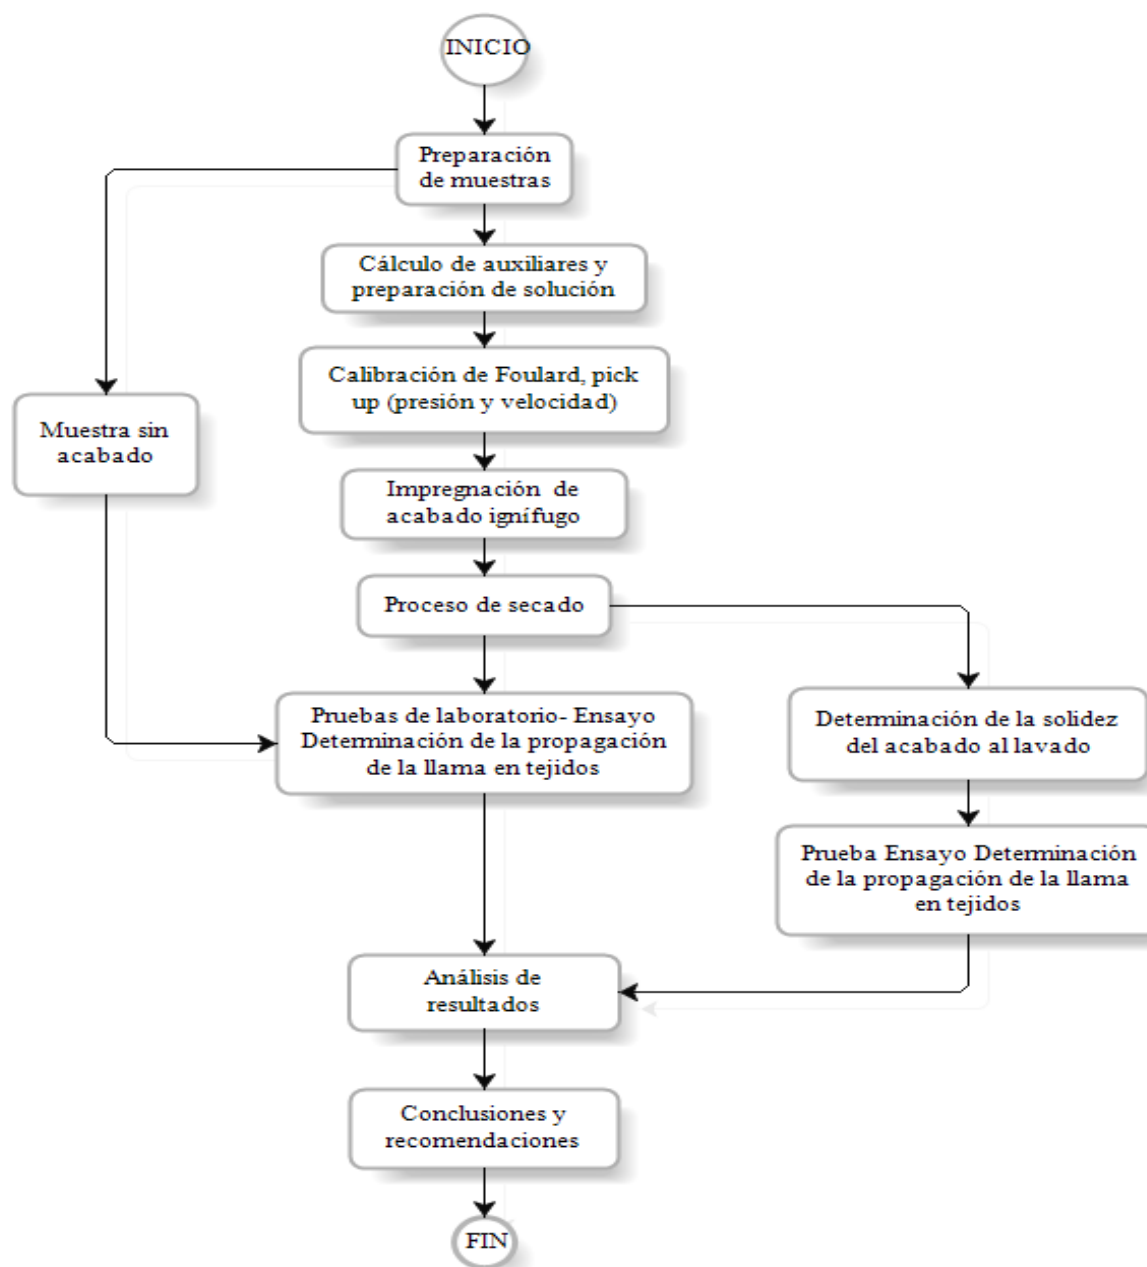 INICIO
Preparación
de muestras
Cálculo de auxiliares y
preparación de solución
Calibración de Foulard, pick
up (presión y velocidad)
Muestra sin
acabado
Impregnación de
acabado ignífugo
Proceso de secado
Pruebas de laboratorio- Ensayo
Determinación de la propagación
de la llama en tejidos
Determinación de la solidez
del acabado al lavado
Prueba Ensayo Determinación
de la propagación de la llama
en tejidos
Análisis de
resultados
Conclusiones y
recomendaciones
FIN